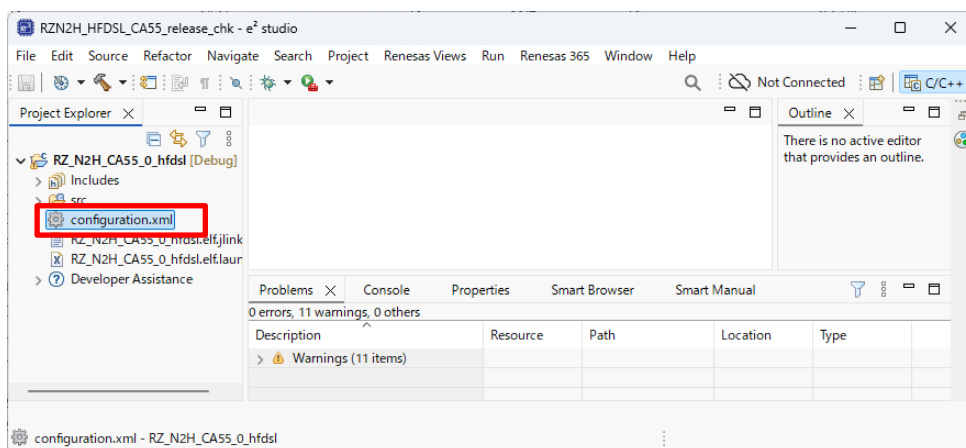 RZN2H_HFDSL_CA55_release_chk - e² studio
File Edit Source Refactor Navigate Search Project Renesas Views Run Renesas 365 Window Help
Not Connected C/C++
Project Explorer
Outline
There is no active editor
that provides an outline.
RZ_N2H_CA55_0_hfdsl [Debug]
Includes
src
configuration.xml
RZ_N2H_CA55_0_hfdsl.elf.jlink
RZ_N2H_CA55_0_hfdsl.elf.laun
Developer Assistance
Problems Console Properties Smart Browser Smart Manual
0 errors, 11 warnings, 0 others
Description Resource Path Location Type
Warnings (11 items)
configuration.xml - RZ_N2H_CA55_0_hfdsl